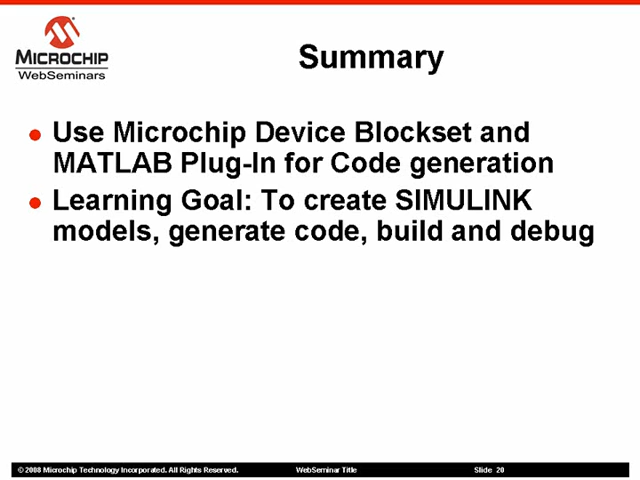 MICROCHIP
WebSeminars
Summary
Use Microchip Device Blockset and
MATLAB Plug-In for Code generation
Learning Goal: To create SIMULINK
models, generate code, build and debug
© 2008 Microchip Technology Incorporated. All Rights Reserved. WebSeminar Title Slide 20